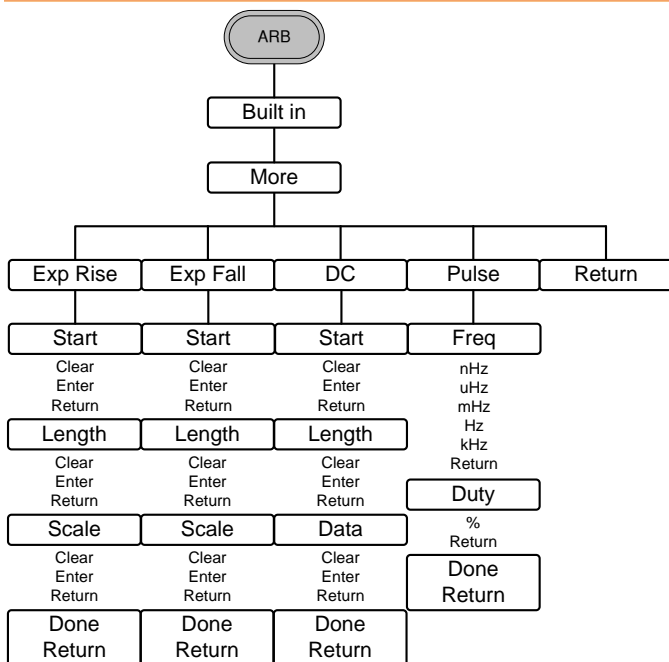 ARB
Built in
More
Exp Rise
Exp Fall
DC
Pulse
Return
Start
Clear
Enter
Return
Length
Clear
Enter
Return
Scale
Clear
Enter
Return
Done
Return
Start
Clear
Enter
Return
Length
Clear
Enter
Return
Scale
Clear
Enter
Return
Done
Return
Start
Clear
Enter
Return
Length
Clear
Enter
Return
Data
Clear
Enter
Return
Done
Return
Freq
nHz
uHz
mHz
Hz
kHz
Return
Duty
%
Return
Done
Return